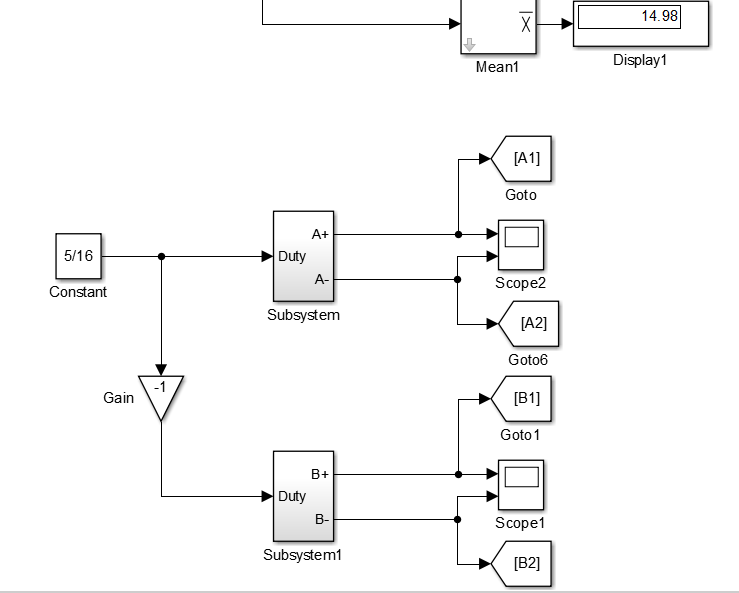 14.98
X
Mean1
Display1
[A1]
Goto
A+
5/16
Duty
A-
Constant
Scope2
Subsystem
[A2]
Goto6
-1
Gain
[B1]
Goto1
B+
Duty
B-
Scope1
Subsystem1
[B2]